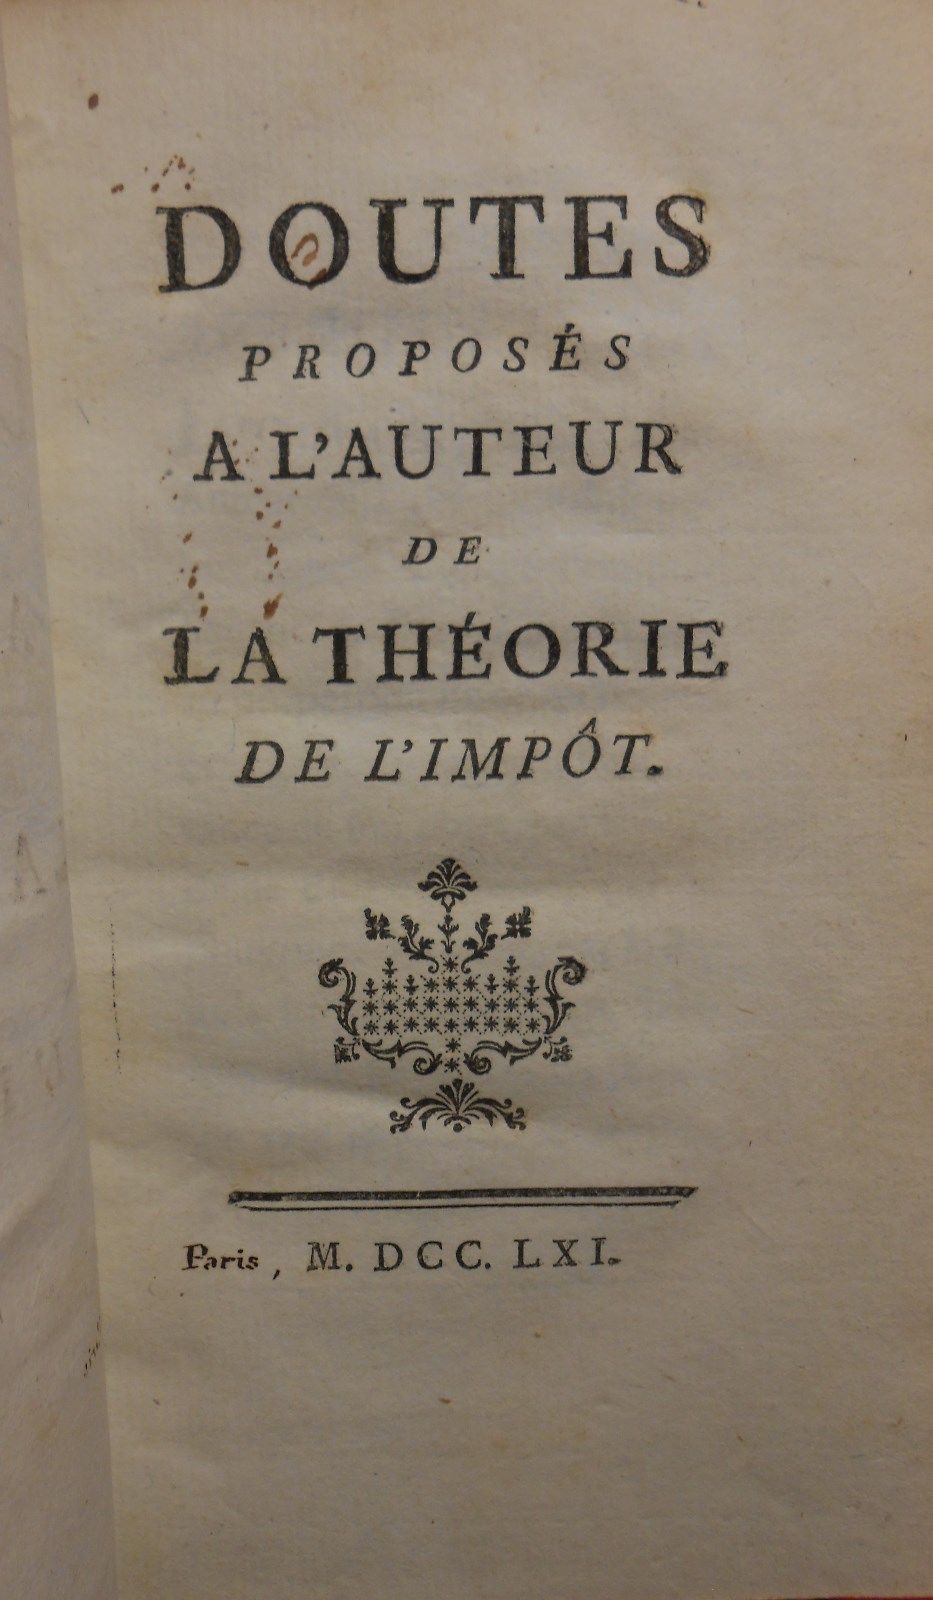 DOUTES
PROPOSÉS
A L'AUTEUR
DE
LA THÉORIE
DE L'IMPÔT.
Paris, M. DCC. LXI.